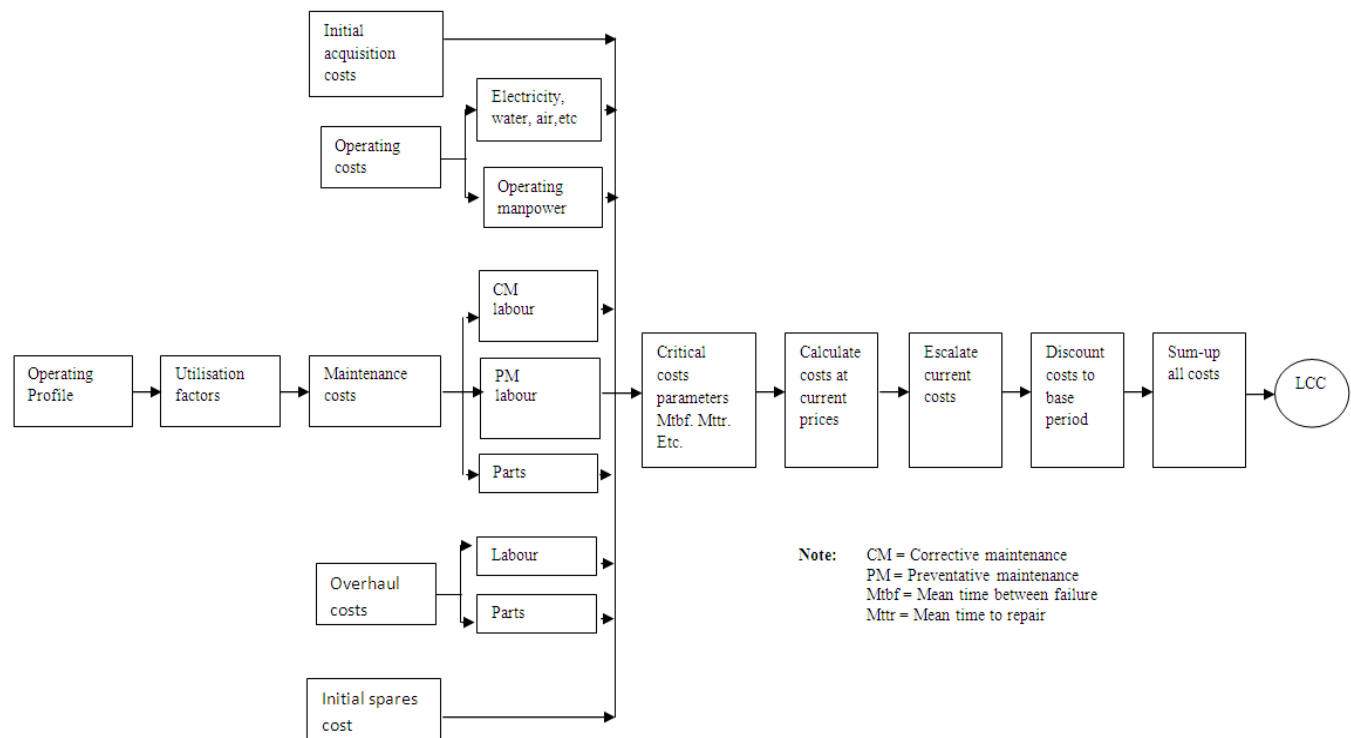 Initial
acquisition
costs
Electricity,
water, air,etc
Operating
costs
Operating
manpower
CM
labour
Operating
Profile
Utilisation
factors
Maintenance
costs
PM
labour
Parts
Critical
costs
parameters
Mtbf. Mttr.
Etc.
Calculate
costs at
current
prices
Escalate
current
costs
Discount
costs to
base
period
Sum-up
all costs
LCC
Overhaul
costs
Labour
Parts
Initial spares
cost
Note: CM = Corrective maintenance
PM = Preventative maintenance
Mtbf = Mean time between failure
Mttr = Mean time to repair